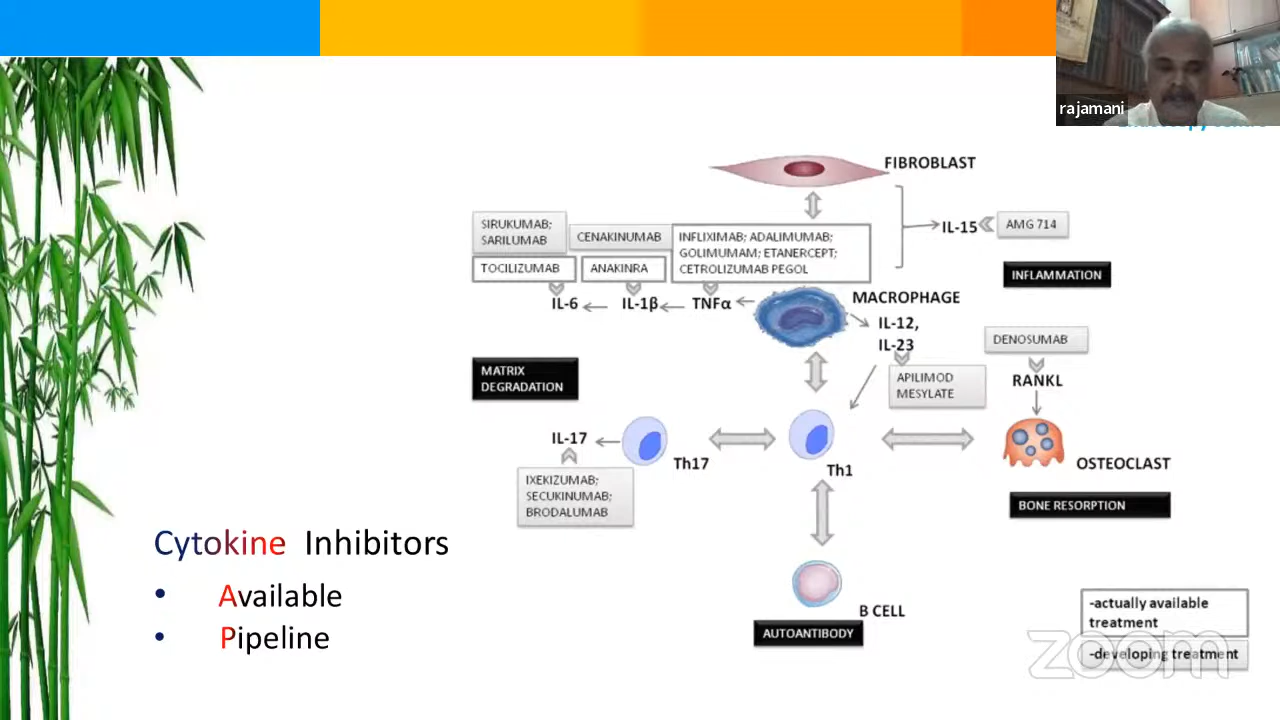 rajamani
FIBROBLAST
SIRUKUMAB;
SARILUMAB
CENAKINUMAB
INFLIXIMAB; ADALIMUMAB;
GOLIMUMAM; ETANERCEPT;
CETROLIZUMAB PEGOL
IL-15
AMG 714
TOCILIZUMAB
ANAKINRA
INFLAMMATION
IL-6
IL-1β
TNFα
MACROPHAGE
IL-12,
IL-23
DENOSUMAB
MATRIX
DEGRADATION
APILIMOD
MESYLATE
RANKL
IL-17
Th17
Th1
OSTEOCLAST
IXEKIZUMAB;
SECUKINUMAB;
BRODALUMAB
BONE RESORPTION
Cytokine Inhibitors
• Available
• Pipeline
B CELL
AUTOANTIBODY
-actually available
treatment
-developing treatment
zoom